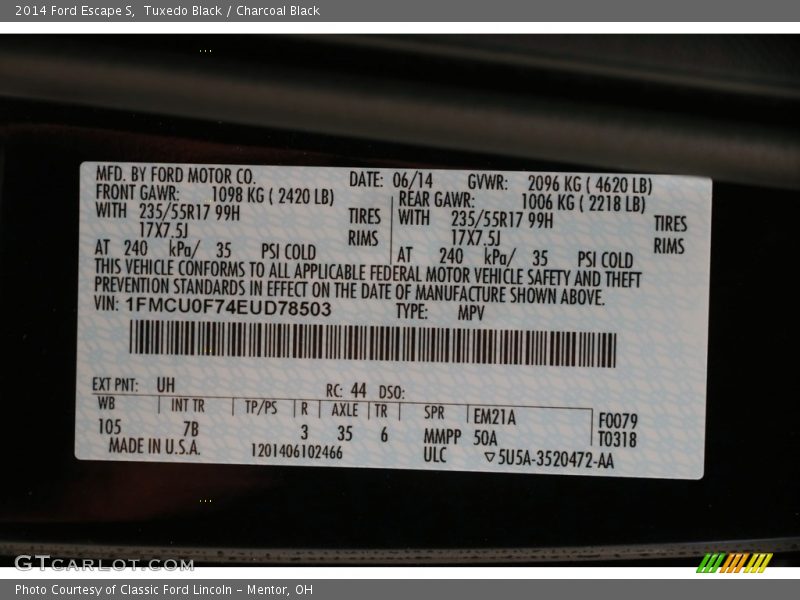 2014 Ford Escape S, Tuxedo Black / Charcoal Black
MFD. BY FORD MOTOR CO. DATE: 06/14 GVWR: 2096 KG ( 4620 LB)
FRONT GAWR: 1098 KG ( 2420 LB) REAR GAWR: 1006 KG ( 2218 LB)
WITH 235/55R17 99H TIRES WITH 235/55R17 99H TIRES
17X7.5J RIMS 17X7.5J RIMS
AT 240 kPa/ 35 PSI COLD AT 240 kPa/ 35 PSI COLD
THIS VEHICLE CONFORMS TO ALL APPLICABLE FEDERAL MOTOR VEHICLE SAFETY AND THEFT
PREVENTION STANDARDS IN EFFECT ON THE DATE OF MANUFACTURE SHOWN ABOVE.
VIN: 1FMCU0F74EUD78503 TYPE: MPV
EXT PNT: UH RC: 44 DSO:
WB INT TR TP/PS R AXLE TR SPR EM21A F0079
105 7B 3 35 6 MMPP 50A T0318
MADE IN U.S.A. 1201406102466 ULC ▽5U5A-3520472-AA
GTCARLOT.COM
Photo Courtesy of Classic Ford Lincoln - Mentor, OH